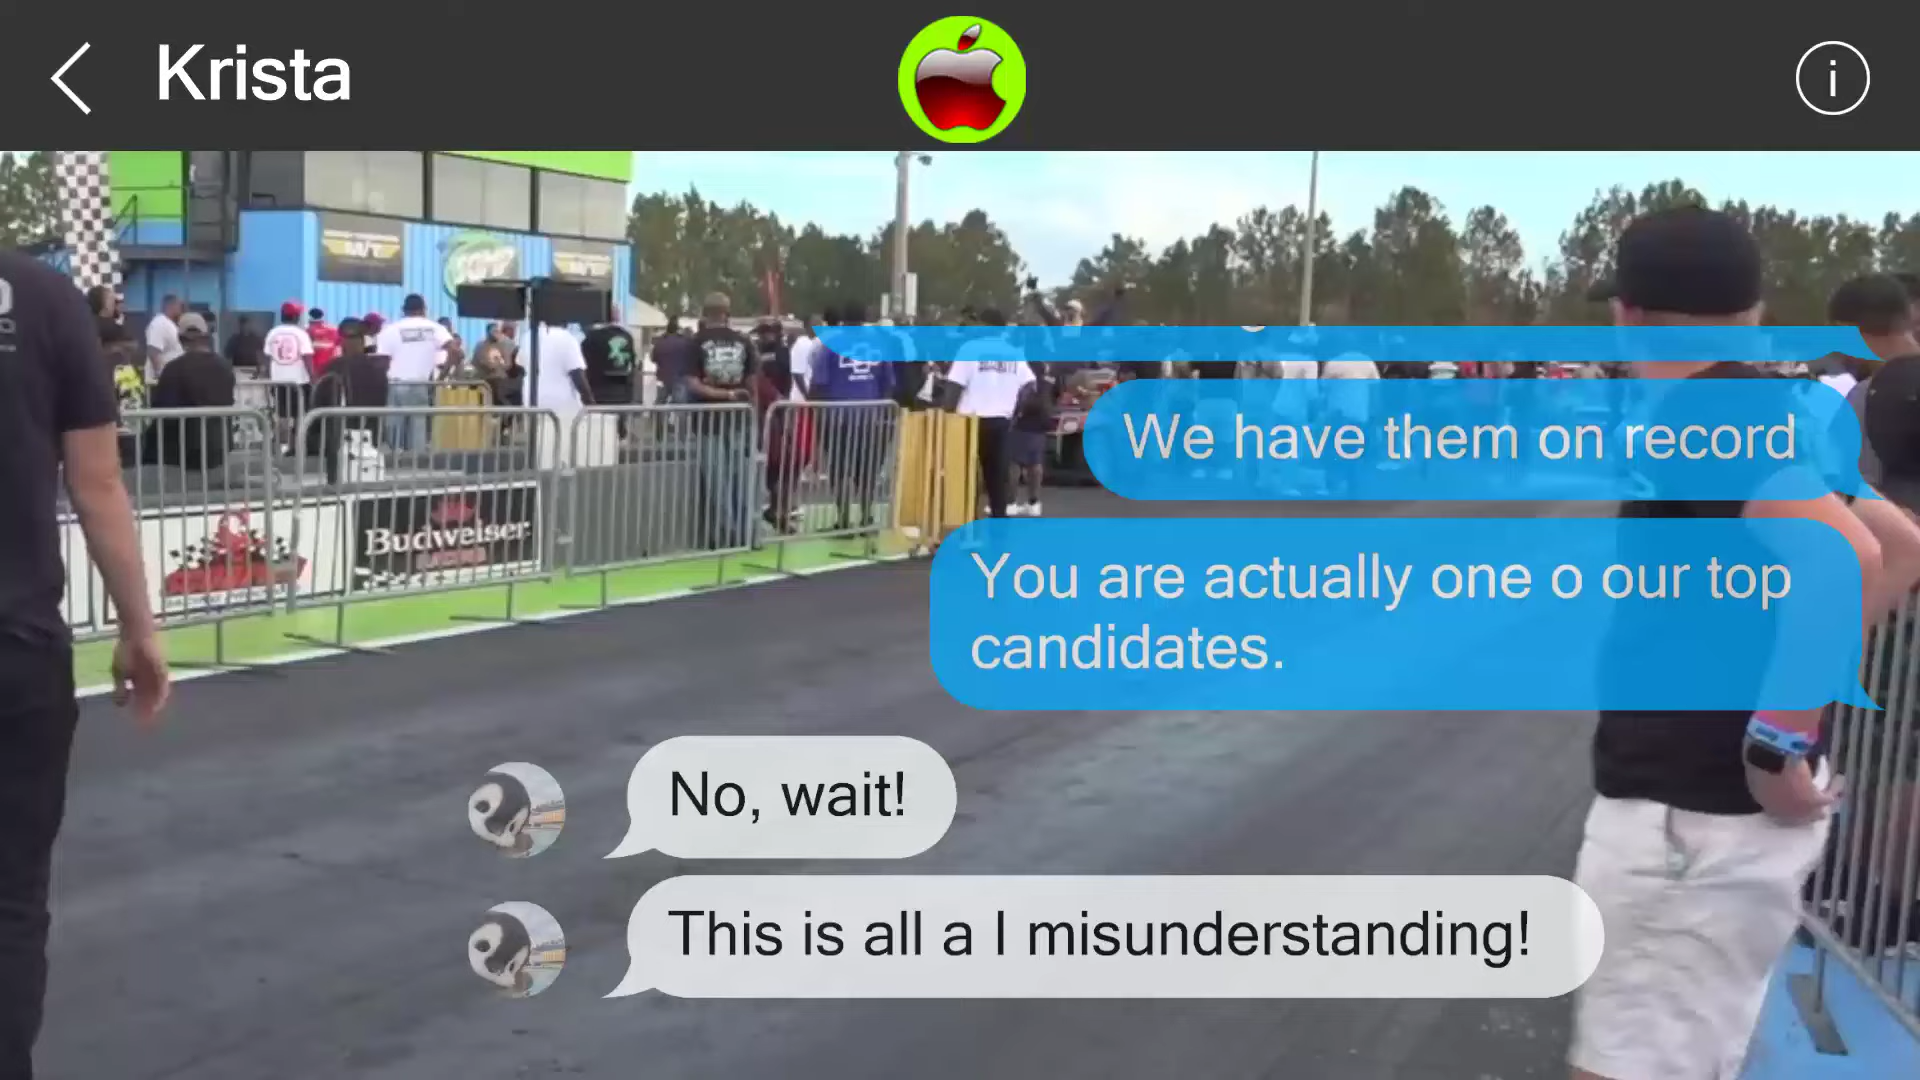 Krista
i
M/T
We have them on record
Budweiser
You are actually one o our top
candidates.
No, wait!
This is all a I misunderstanding!